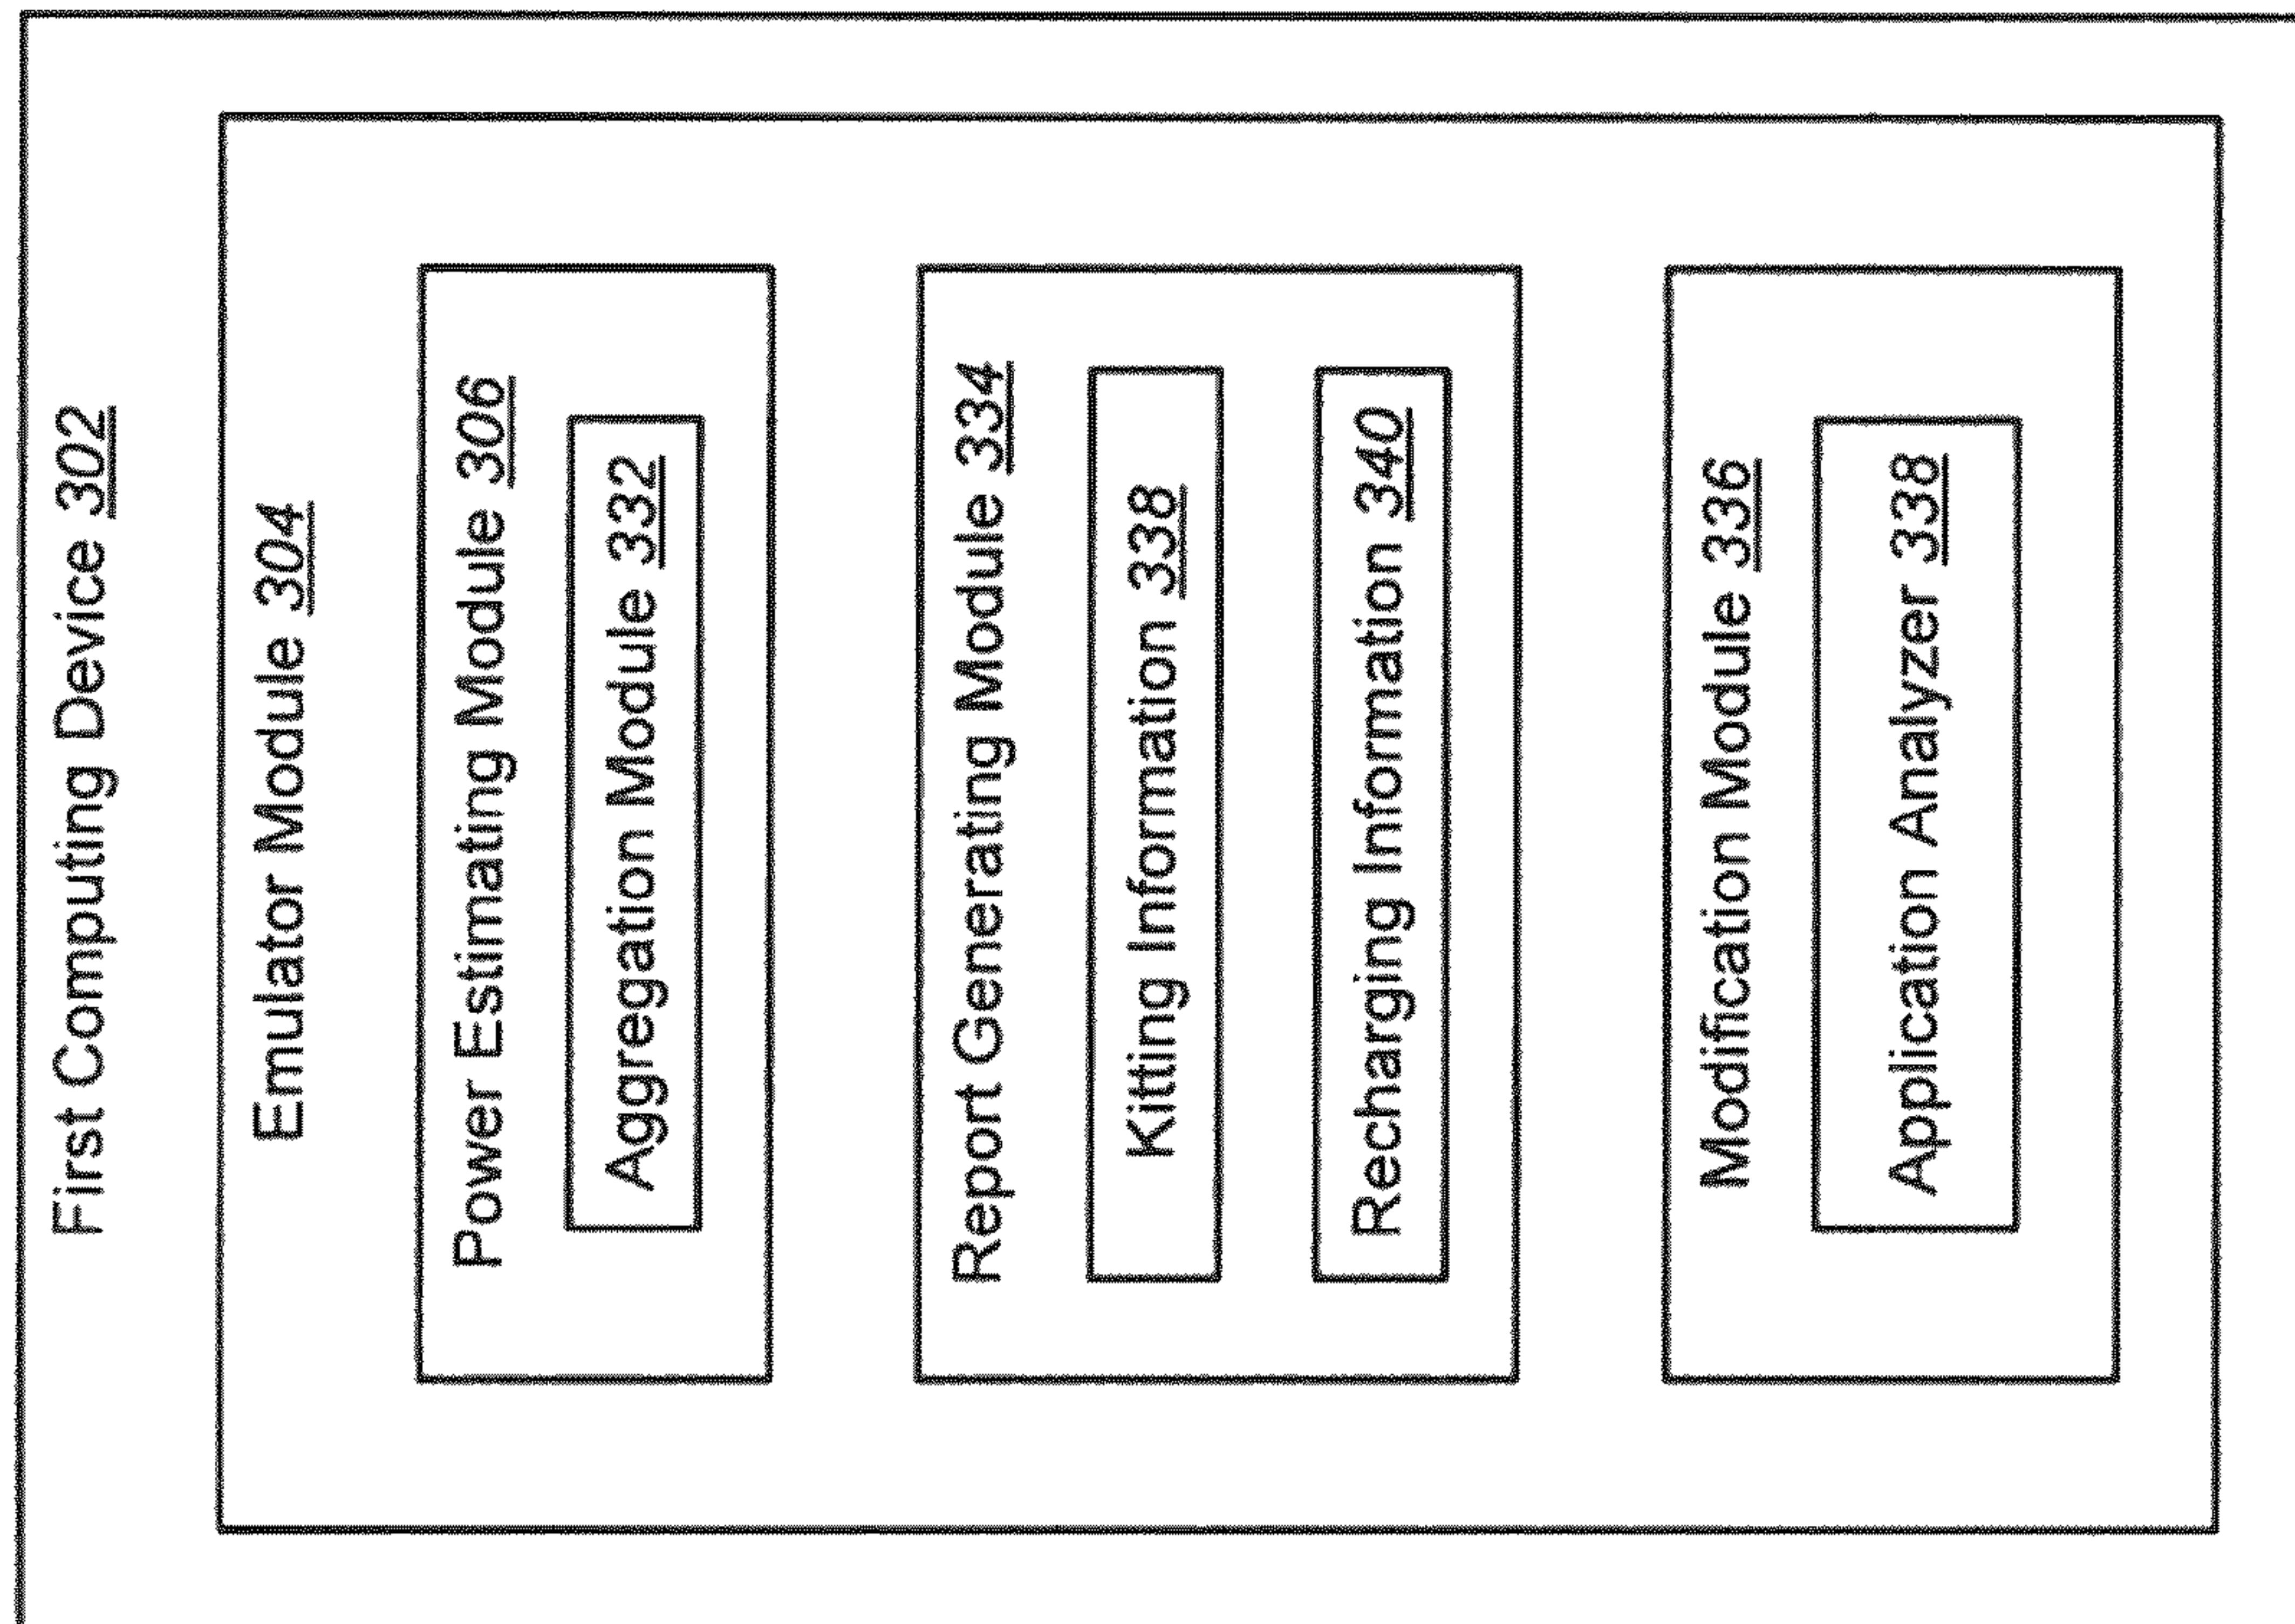 First Computing Device 302
Emulator Module 304
Power Estimating Module 306
Aggregation Module 332
Report Generating Module 334
Kitting Information 338
Recharging Information 340
Modification Module 336
Application Analyzer 338